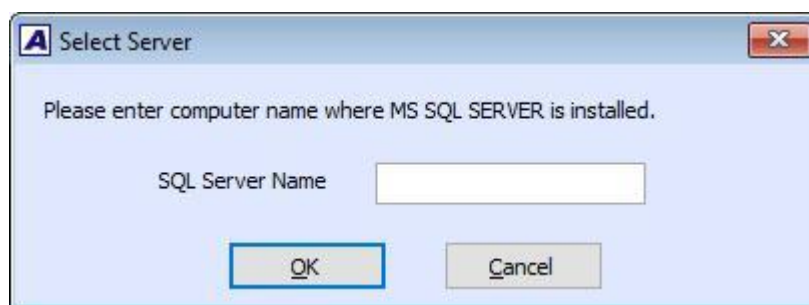 A Select Server
Please enter computer name where MS SQL SERVER is installed.
SQL Server Name
OK Cancel